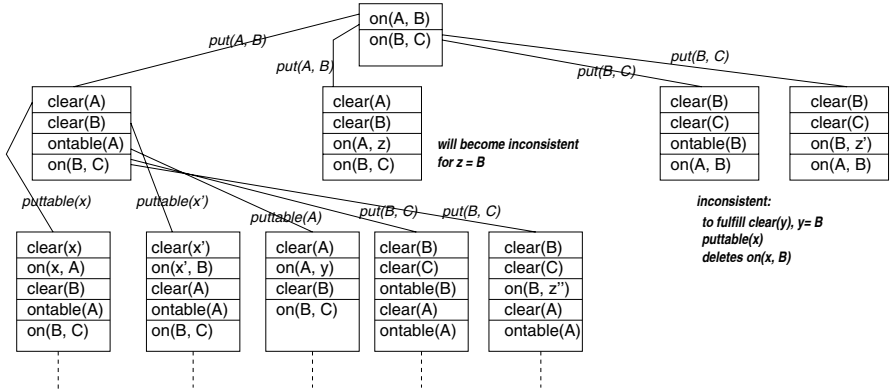 on(A, B)
on(B, C)
put(A, B)
put(A, B)
put(B, C)
put(B, C)
clear(A)
clear(B)
ontable(A)
on(B, C)
clear(A)
clear(B)
on(A, z)
on(B, C)
will become inconsistent
for z = B
clear(B)
clear(C)
ontable(B)
on(A, B)
clear(B)
clear(C)
on(B, z')
on(A, B)
inconsistent:
to fulfill clear(y), y= B
puttable(x)
deletes on(x, B)
puttable(x)
puttable(x')
puttable(A)
put(B, C)
put(B, C)
clear(x)
on(x, A)
clear(B)
ontable(A)
on(B, C)
clear(x')
on(x', B)
clear(A)
ontable(A)
on(B, C)
clear(A)
on(A, y)
clear(B)
on(B, C)
clear(B)
clear(C)
ontable(B)
clear(A)
ontable(A)
clear(B)
clear(C)
on(B, z'')
clear(A)
ontable(A)